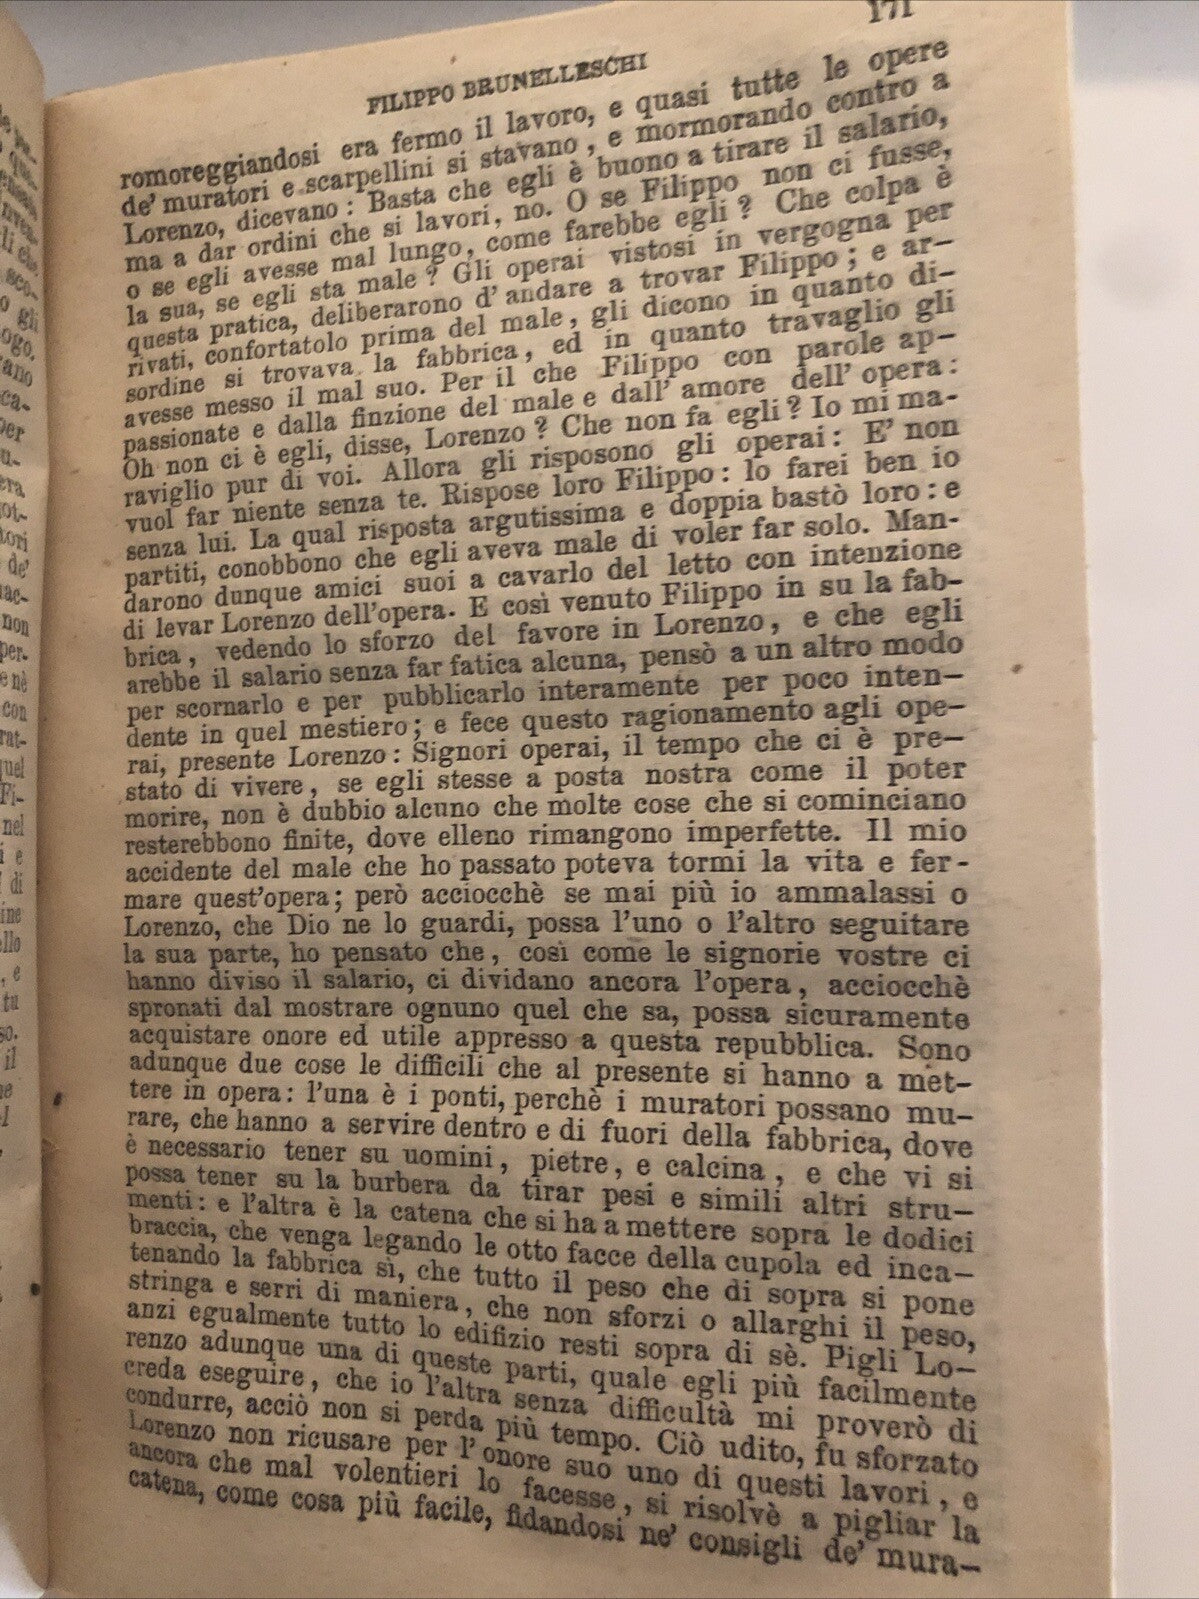 171
FILIPPO BRUNELLESCHI
romoreggiandosi era fermo il lavoro, e quasi tutte le opere
de' muratori e scarpellini si stavano, e mormorando contro a
Lorenzo, dicevano: Basta che egli è buono a tirare il salario,
ma a dar ordini che si lavori, no. O se Filippo non ci fusse,
o se egli avesse mal lungo, come farebbe egli? Che colpa è
la sua, se egli sta male? Gli operai vistosi in vergogna per
questa pratica, deliberarono d'andare a trovar Filippo; e ar-
rivati, confortatolo prima del male, gli dicono in quanto di-
sordine si trovava la fabbrica, ed in quanto travaglio gli
avesse messo il mal suo. Per il che Filippo con parole ap-
passionate e dalla finzione del male e dall' amore dell' opera:
Oh non ci è egli, disse, Lorenzo? Che non fa egli? Io mi ma-
raviglio pur di voi. Allora gli risposono gli operai: E' non
vuol far niente senza te. Rispose loro Filippo: Io farei ben io
senza lui. La qual risposta argutissima e doppia bastò loro: e
partiti, conobbono che egli aveva male di voler far solo. Man-
darono dunque amici suoi a cavarlo del letto con intenzione
di levar Lorenzo dell'opera. E così venuto Filippo in su la fab-
brica, vedendo lo sforzo del favore in Lorenzo, e che egli
arebbe il salario senza far fatica alcuna, pensò a un altro modo
per scornarlo e per pubblicarlo interamente per poco inten-
dente in quel mestiero; e fece questo ragionamento agli ope-
rai, presente Lorenzo: Signori operai, il tempo che ci è pre-
stato di vivere, se egli stesse a posta nostra come il poter
morire, non è dubbio alcuno che molte cose che si cominciano
resterebbono finite, dove elleno rimangono imperfette. Il mio
accidente del male che ho passato poteva tormi la vita e fer-
mare quest'opera; però acciocchè se mai più io ammalassi o
Lorenzo, che Dio ne lo guardi, possa l'uno o l'altro seguitare
la sua parte, ho pensato che, così come le signorie vostre ci
hanno diviso il salario, ci dividano ancora l'opera, acciocchè
spronati dal mostrare ognuno quel che sa, possa sicuramente
acquistare onore ed utile appresso a questa repubblica. Sono
adunque due cose le difficili che al presente si hanno a met-
tere in opera: l'una è i ponti, perchè i muratori possano mu-
rare, che hanno a servire dentro e di fuori della fabbrica, dove
è necessario tener su uomini, pietre, e calcina, e che vi si
possa tener su la burbera da tirar pesi e simili altri stru-
menti: e l'altra è la catena che si ha a mettere sopra le dodici
braccia, che venga legando le otto facce della cupola ed inca-
tenando la fabbrica sì, che tutto il peso che di sopra si pone
stringa e serri di maniera, che non sforzi o allarghi il peso,
anzi egualmente tutto lo edifizio resti sopra di sè. Pigli Lo-
renzo adunque una di queste parti, quale egli più facilmente
creda eseguire, che io l'altra senza difficultà mi proverò di
condurre, acciò non si perda più tempo. Ciò udito, fu sforzato
Lorenzo non ricusare per l'onore suo uno di questi lavori, e
ancora che mal volentieri lo facesse, si risolvè a pigliar la
catena, come cosa più facile, fidandosi ne' consigli de' mura-